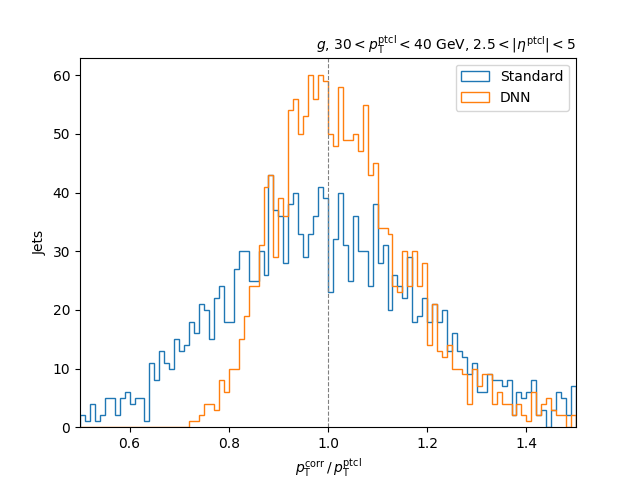 g, 30 < p_T^ptcl < 40 GeV, 2.5 < |η^ptcl| < 5
Standard
DNN
60
50
40
30
20
10
0
Jets
0.6 0.8 1.0 1.2 1.4
p_T^corr / p_T^ptcl